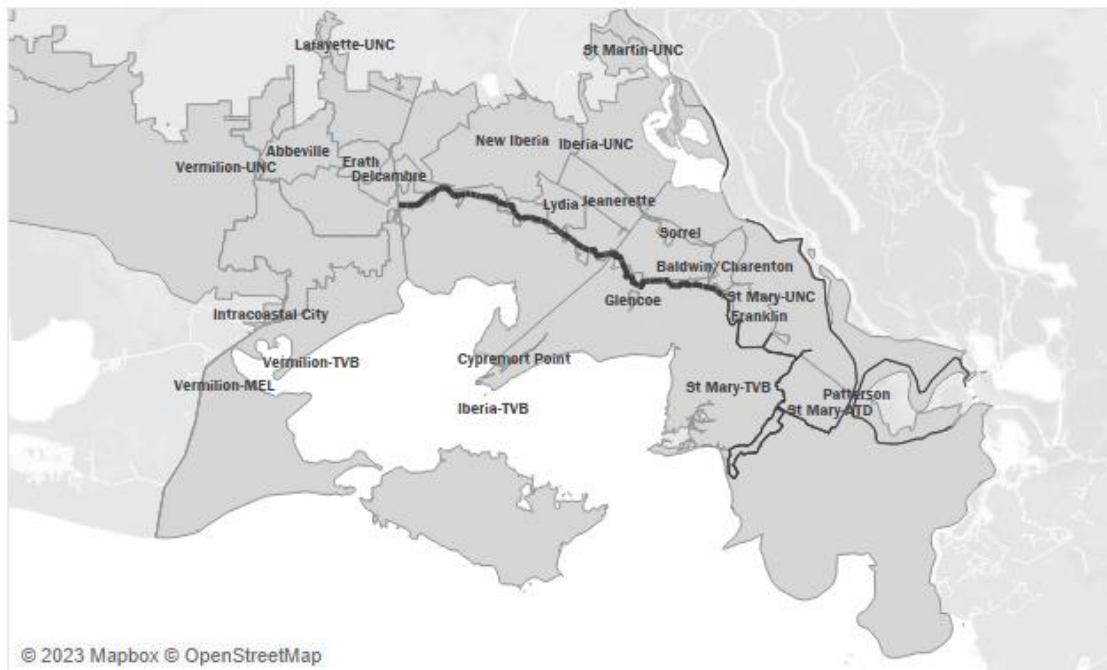 Lafayette-UNC
St Martin-UNC
New Iberia
Iberia-UNC
Abbeville
Erath
Vermilion-UNC
Delcambre
Lydia
Jeanerette
Sorrel
Baldwin/Charenton
Glencoe
St Mary-UNC
Franklin
Intracoastal City
Vermilion-TVB
Cypremort Point
Vermilion-MEL
St Mary-TVB
Patterson
Iberia-TVB
St Mary-ATD
© 2023 Mapbox © OpenStreetMap